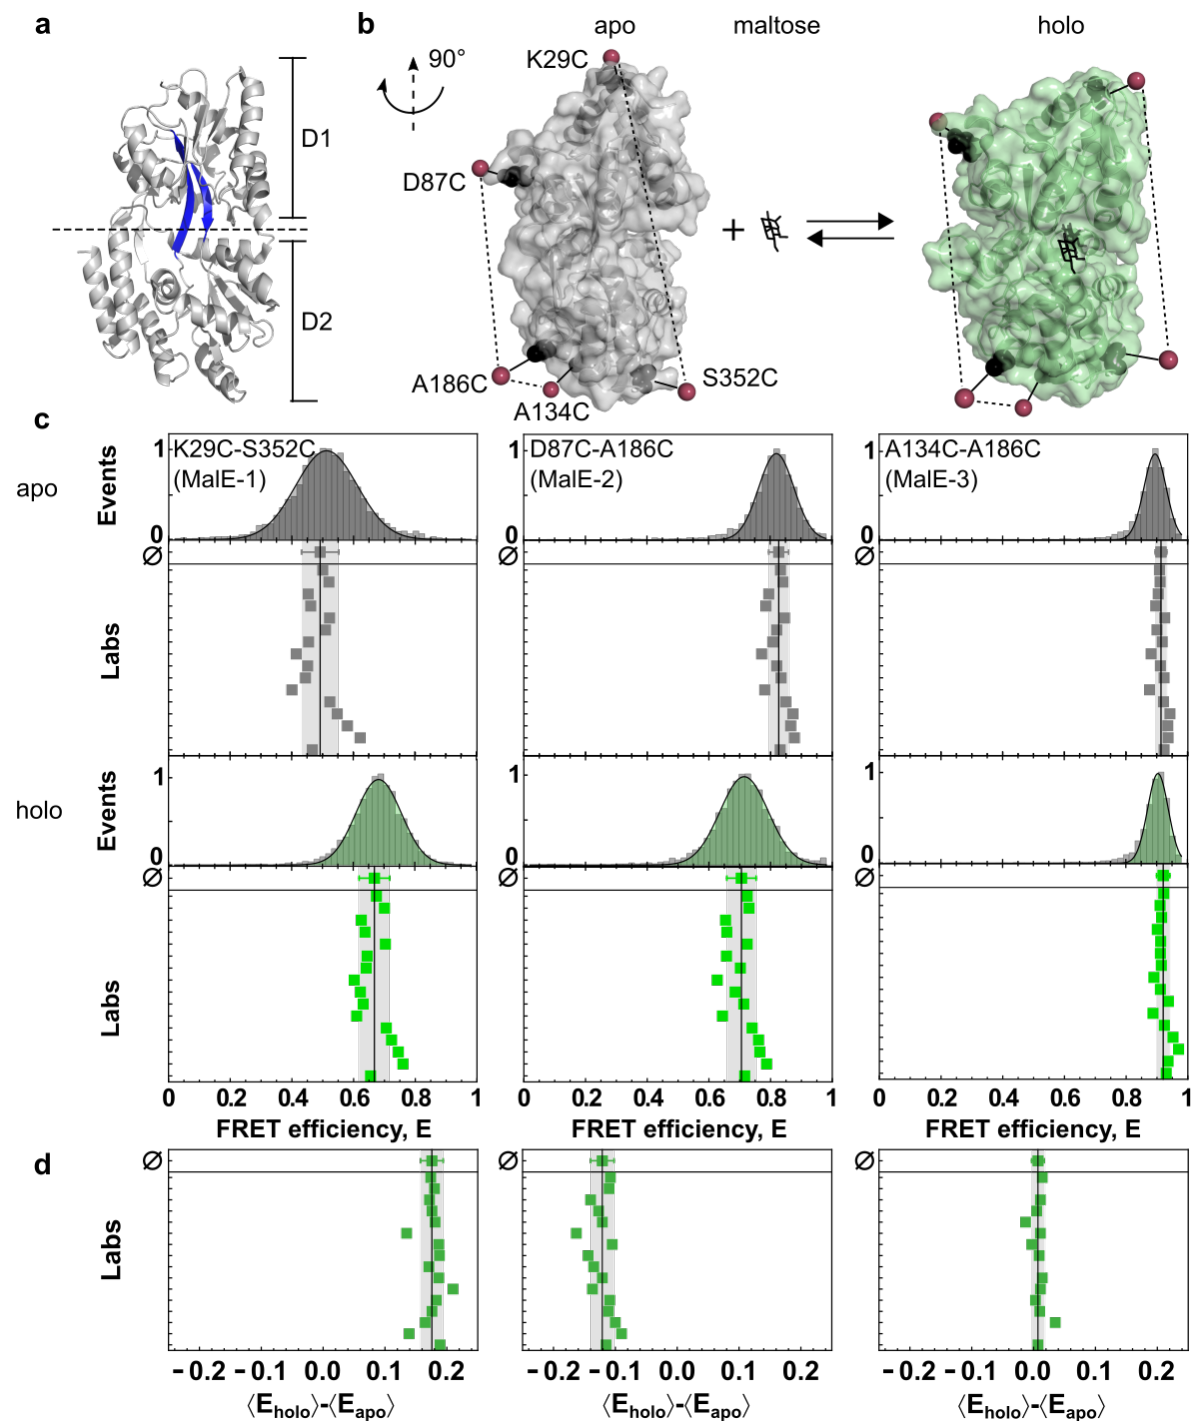 a
D1
D2
b
90°
apo
maltose
holo
K29C
D87C
A186C
A134C
S352C
+
c
apo
Events
1
0
K29C-S352C
(MalE-1)
1
0
D87C-A186C
(MalE-2)
1
0
A134C-A186C
(MalE-3)
Ø
Ø
Ø
Labs
holo
Events
1
0
1
0
1
0
Ø
Ø
Labs
0 0.2 0.4 0.6 0.8 1
FRET efficiency, E
0 0.2 0.4 0.6 0.8 1
FRET efficiency, E
0 0.2 0.4 0.6 0.8 1
FRET efficiency, E
d
Ø
Ø
Ø
Labs
-0.2 -0.1 0.0 0.1 0.2
⟨Eholo⟩-⟨Eapo⟩
-0.2 -0.1 0.0 0.1 0.2
⟨Eholo⟩-⟨Eapo⟩
-0.2 -0.1 0.0 0.1 0.2
⟨Eholo⟩-⟨Eapo⟩